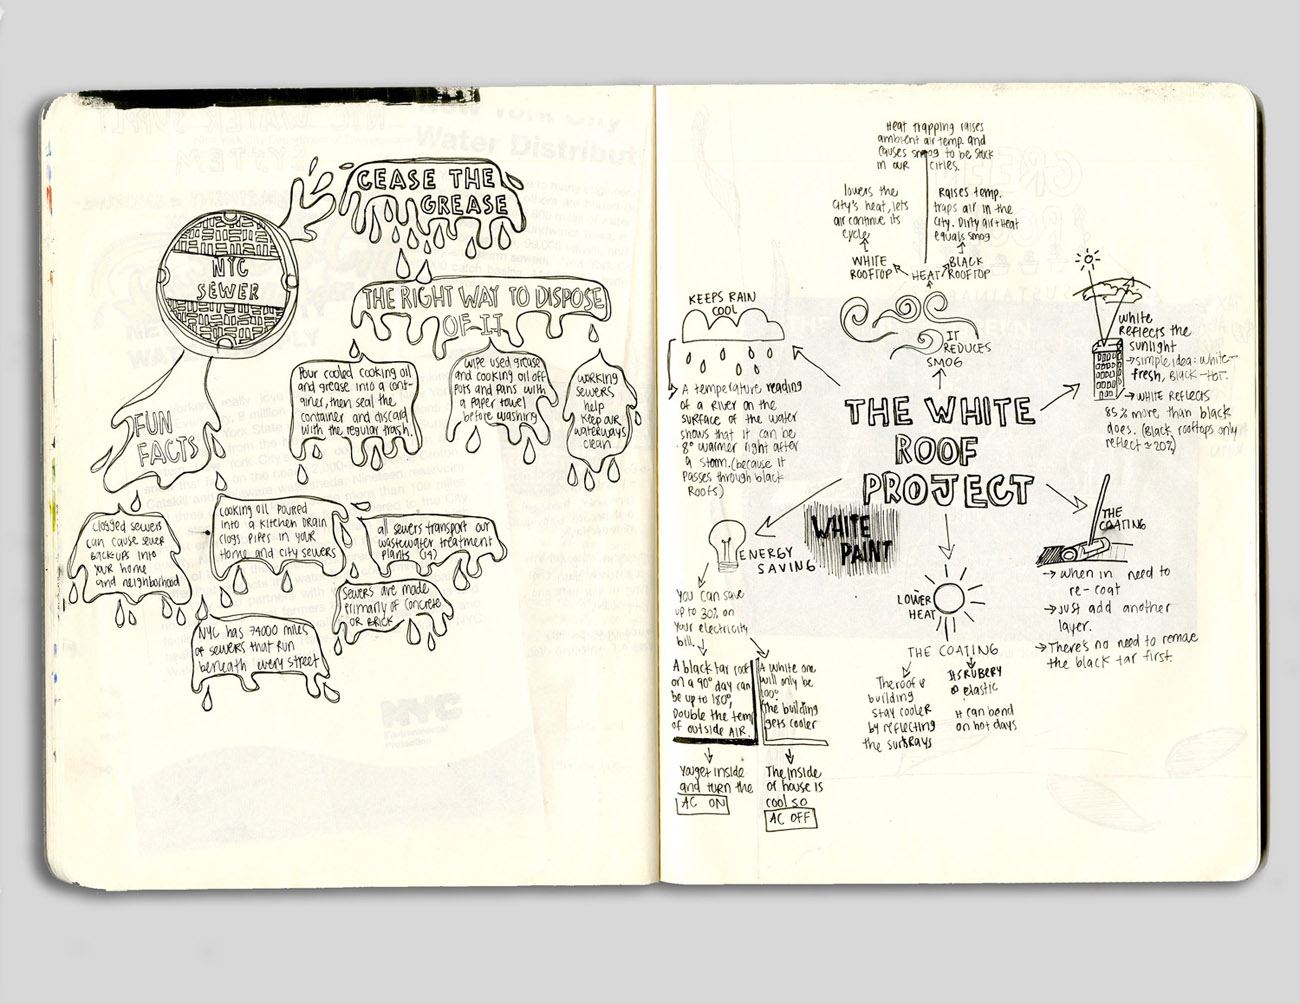 CEASE THE
GREASE
NYC
SEWER
THE RIGHT WAY TO DISPOSE
OF IT
Pour cooled cooking oil
and grease into a cont-
ainer, then seal the
container and discard
with the regular trash.
Wipe used grease
and cooking oil off
pots and pans with
a paper towel
before washing
working
sewers
help
keep our
waterways
clean
FUN
FACTS
Clogged sewers
can cause sewer
Backups into
your home
and neighborhood
Cooking oil poured
into a kitchen drain
clogs pipes in your
home and city sewers
all sewers transport our
wastewater treatment
plants (14)
Sewers are made
primarily of concrete
OR BRICK
NYC has 74000 miles
of sewers that run
beneath every street
NYC
Water Distribut
Heat trapping raises
ambient air temp. and
causes smog to be stuck
in our cities.
lowers the
city's heat, lets
air continue its
cycle
Raises temp.
traps air in the
city. Dirty air + Heat
equals smog
WHITE
ROOFTOP
HEAT
BLACK
ROOFTOP
IT
REDUCES
SMOG
KEEPS RAIN
COOL
A temperature reading
of a River on the
surface of the water
shows that it can be
8° warmer right after
a storm. (because it
passes through black
Roofs)
THE WHITE
ROOF
PROJECT
WHITE
PAINT
white
Reflects the
sunlight
→ simple idea: white-
fresh, Black-Hot.
→ WHITE REFLECTS
85% more than black
does. (Black rooftops only
reflect = 20%)
THE
COATING
→ when in need to
re-coat
→ Just add another
layer.
→ There's no need to remove
the black tar first.
ENERGY
SAVING
YOU can save
up to 30% on
your electricity
bill.
A black tar roof
on a 90° day can
be up to 180°,
Double the temp
of outside AIR.
A white one
will only be
100°
The building
gets cooler
You get inside
and turn the
AC ON
The inside
of house is
cool so
AC OFF
LOWER
HEAT
THE COATING
The roof &
building
stay cooler
by reflecting
the sun's rays
It's RUBERY
& elastic
It can bend
on hot days